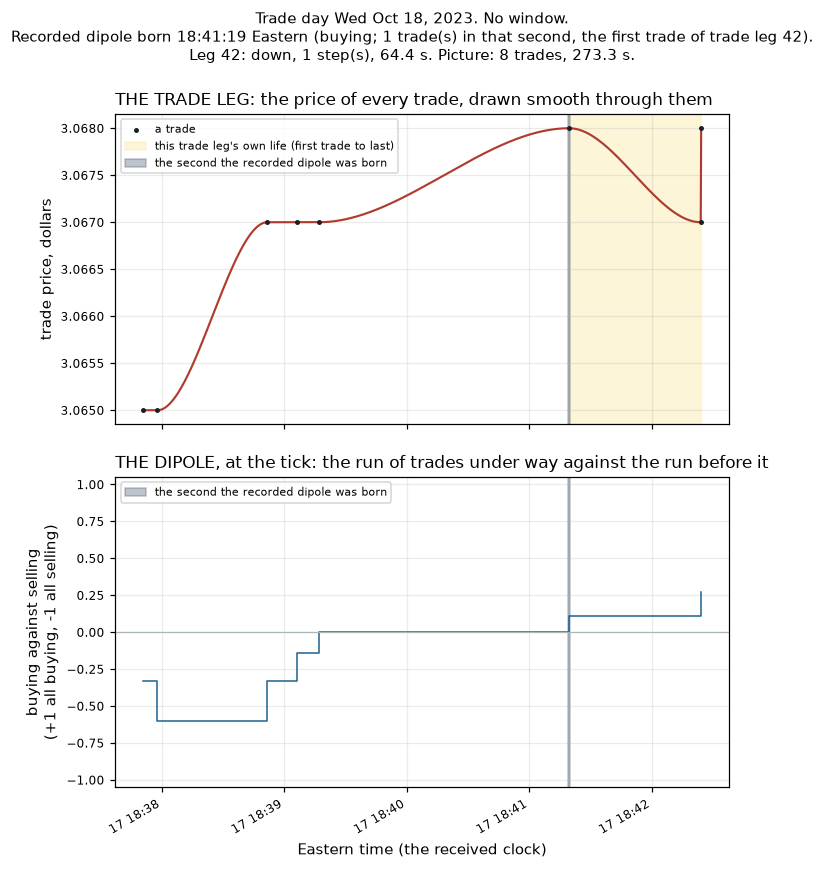 Trade day Wed Oct 18, 2023. No window.
Recorded dipole born 18:41:19 Eastern (buying; 1 trade(s) in that second, the first trade of trade leg 42).
Leg 42: down, 1 step(s), 64.4 s. Picture: 8 trades, 273.3 s.
THE TRADE LEG: the price of every trade, drawn smooth through them
a trade
this trade leg's own life (first trade to last)
the second the recorded dipole was born
trade price, dollars
3.0680
3.0675
3.0670
3.0665
3.0660
3.0655
3.0650
THE DIPOLE, at the tick: the run of trades under way against the run before it
the second the recorded dipole was born
buying against selling
(+1 all buying, -1 all selling)
1.00
0.75
0.50
0.25
0.00
−0.25
−0.50
−0.75
−1.00
17 18:38
17 18:39
17 18:40
17 18:41
17 18:42
Eastern time (the received clock)